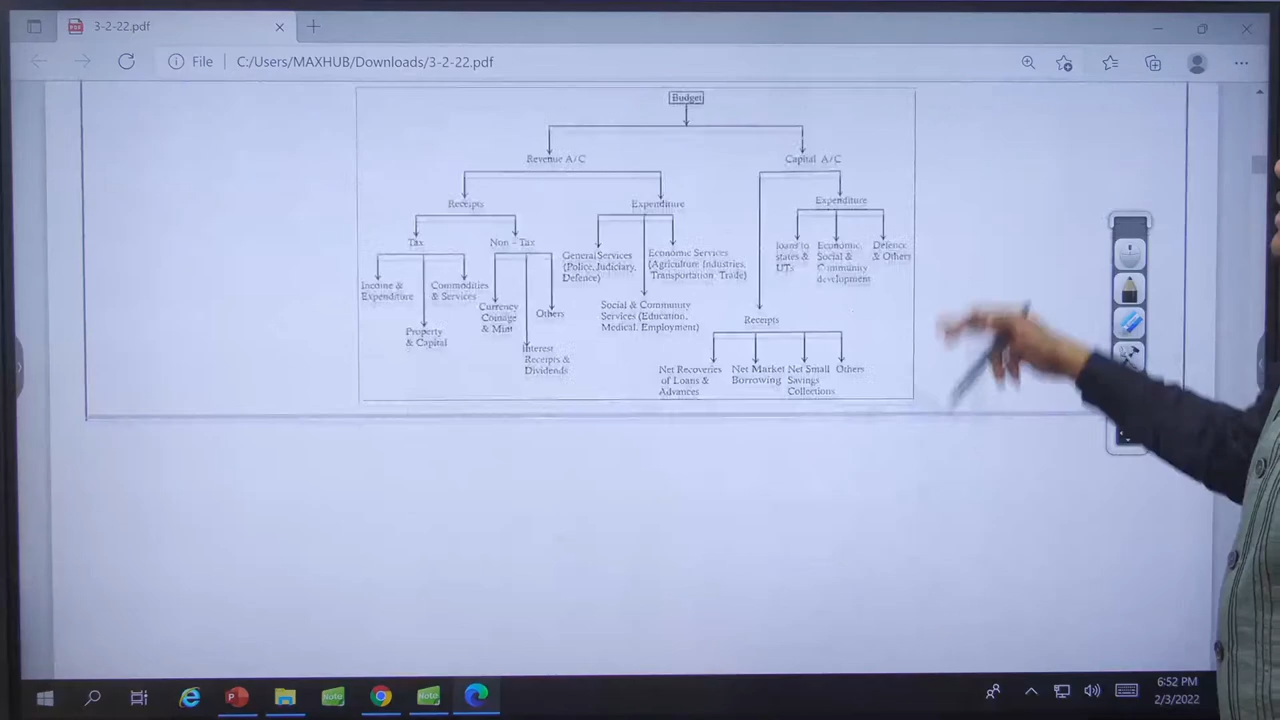 3-2-22.pdf
File
C:/Users/MAXHUB/Downloads/3-2-22.pdf
Budget
Revenue A/C
Capital A/C
Receipts
Expenditure
Expenditure
Tax
Non - Tax
General Services
(Police, Judiciary,
Defence)
Economic Services
(Agriculture Industries,
Transportation, Trade)
loans to
states &
UTs
Economic
Social &
Community
development
Defence
& Others
Income &
Expenditure
Commodities
& Services
Currency
Coinage
& Mint
Others
Social & Community
Services (Education,
Medical, Employment)
Receipts
Property
& Capital
Interest
Receipts &
Dividends
Net Recoveries
of Loans &
Advances
Net Market
Borrowing
Net Small
Savings
Collections
Others
6:52 PM
2/3/2022